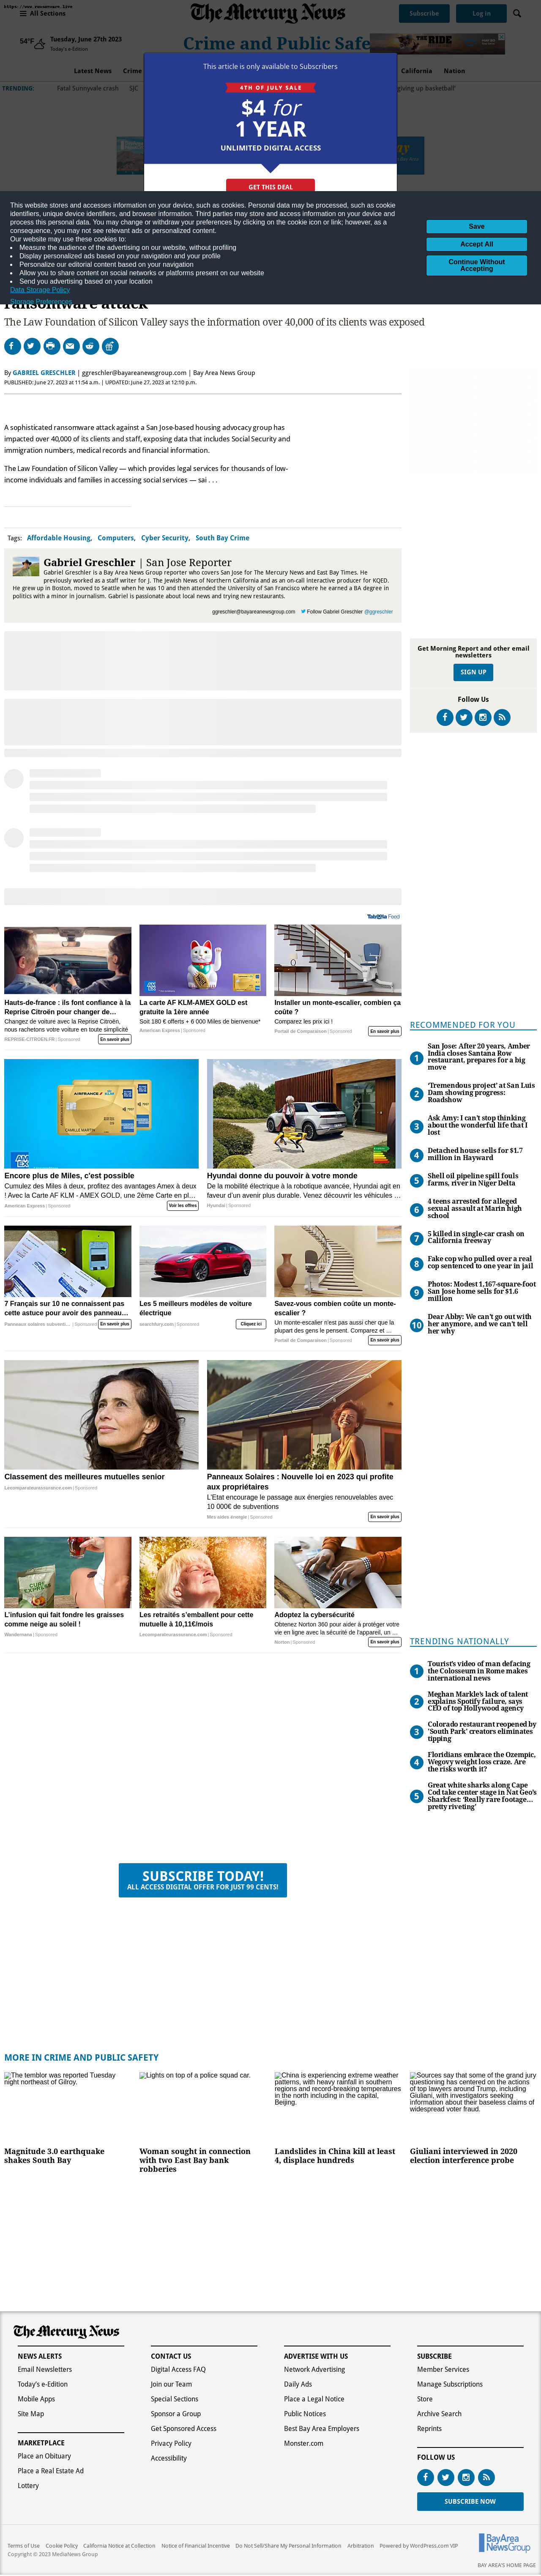 All Sections
The Mercury News
Subscribe
Log in
54°F
Tuesday, June 27th 2023
Today's e-Edition
Crime and Public Safe
THE RIDE
Latest News
Crime
California
Nation
TRENDING:
Fatal Sunnyvale crash
SJC
giving up basketball'
This article is only available to Subscribers
4TH OF JULY SALE
$4 for
1 YEAR
UNLIMITED DIGITAL ACCESS
GET THIS DEAL
This website stores and accesses information on your device, such as cookies. Personal data may be processed, such as cookie
identifiers, unique device identifiers, and browser information. Third parties may store and access information on your device and
process this personal data. You may change or withdraw your preferences by clicking on the cookie icon or link; however, as a
consequence, you may not see relevant ads or personalized content.
Our website may use these cookies to:
Measure the audience of the advertising on our website, without profiling
Display personalized ads based on your navigation and your profile
Personalize our editorial content based on your navigation
Allow you to share content on social networks or platforms present on our website
Send you advertising based on your location
Data Storage Policy
Storage Preferences
Save
Accept All
Continue Without
Accepting
ransomware attack
The Law Foundation of Silicon Valley says the information over 40,000 of its clients was exposed
By GABRIEL GRESCHLER | ggreschler@bayareanewsgroup.com | Bay Area News Group
PUBLISHED: June 27, 2023 at 11:54 a.m. | UPDATED: June 27, 2023 at 12:10 p.m.
A sophisticated ransomware attack against a San Jose-based housing advocacy group has
impacted over 40,000 of its clients and staff, exposing data that includes Social Security and
immigration numbers, medical records and financial information.
The Law Foundation of Silicon Valley — which provides legal services for thousands of low-
income individuals and families in accessing social services — sai . . .
Tags: Affordable Housing, Computers, Cyber Security, South Bay Crime
Gabriel Greschler | San Jose Reporter
Gabriel Greschler is a Bay Area News Group reporter who covers San Jose for The Mercury News and East Bay Times. He
previously worked as a staff writer for J. The Jewish News of Northern California and as an on-call interactive producer for KQED.
He grew up in Boston, moved to Seattle when he was 10 and then attended the University of San Francisco where he earned a BA degree in
politics with a minor in journalism. Gabriel is passionate about local news and trying new restaurants.
ggreschler@bayareanewsgroup.com Follow Gabriel Greschler @ggreschler
Get Morning Report and other email
newsletters
SIGN UP
Follow Us
Taboola Feed
Hauts-de-france : ils font confiance à la
Reprise Citroën pour changer de…
Changez de voiture avec la Reprise Citroën,
nous rachetons votre voiture en toute simplicité
REPRISE-CITROEN.FR | Sponsored
En savoir plus
La carte AF KLM-AMEX GOLD est
gratuite la 1ère année
Soit 180 € offerts + 6 000 Miles de bienvenue*
American Express | Sponsored
Installer un monte-escalier, combien ça
coûte ?
Comparez les prix ici !
Portail de Comparaison | Sponsored
En savoir plus
Encore plus de Miles, c'est possible
Cumulez des Miles à deux, profitez des avantages Amex à deux
! Avec la Carte AF KLM - AMEX GOLD, une 2ème Carte en pl…
American Express | Sponsored
Voir les offres
Hyundai donne du pouvoir à votre monde
De la mobilité électrique à la robotique avancée, Hyundai agit en
faveur d'un avenir plus durable. Venez découvrir les véhicules …
Hyundai | Sponsored
7 Français sur 10 ne connaissent pas
cette astuce pour avoir des panneau…
Panneaux solaires subventi… | Sponsored
En savoir plus
Les 5 meilleurs modèles de voiture
électrique
searchfury.com | Sponsored
Cliquez ici
Savez-vous combien coûte un monte-
escalier ?
Un monte-escalier n'est pas aussi cher que la
plupart des gens le pensent. Comparez et …
Portail de Comparaison | Sponsored
En savoir plus
Classement des meilleures mutuelles senior
Lecomparateurassurance.com | Sponsored
Panneaux Solaires : Nouvelle loi en 2023 qui profite
aux propriétaires
L'Etat encourage le passage aux énergies renouvelables avec
10 000€ de subventions
Mes aides énergie | Sponsored
En savoir plus
L'infusion qui fait fondre les graisses
comme neige au soleil !
Wandernana | Sponsored
Les retraités s'emballent pour cette
mutuelle à 10,11€/mois
Lecomparateurassurance.com | Sponsored
Adoptez la cybersécurité
Obtenez Norton 360 pour aider à protéger votre
vie en ligne avec la sécurité de l'appareil, un …
Norton | Sponsored
En savoir plus
RECOMMENDED FOR YOU
1 San Jose: After 20 years, Amber
India closes Santana Row
restaurant, prepares for a big
move
2 'Tremendous project' at San Luis
Dam showing progress:
Roadshow
3 Ask Amy: I can't stop thinking
about the wonderful life that I
lost
4 Detached house sells for $1.7
million in Hayward
5 Shell oil pipeline spill fouls
farms, river in Niger Delta
6 4 teens arrested for alleged
sexual assault at Marin high
school
7 5 killed in single-car crash on
California freeway
8 Fake cop who pulled over a real
cop sentenced to one year in jail
9 Photos: Modest 1,167-square-foot
San Jose home sells for $1.6
million
10 Dear Abby: We can't go out with
her anymore, and we can't tell
her why
TRENDING NATIONALLY
1 Tourist's video of man defacing
the Colosseum in Rome makes
international news
2 Meghan Markle's lack of talent
explains Spotify failure, says
CEO of top Hollywood agency
3 Colorado restaurant reopened by
'South Park' creators eliminates
tipping
4 Floridians embrace the Ozempic,
Wegovy weight loss craze. Are
the risks worth it?
5 Great white sharks along Cape
Cod take center stage in Nat Geo's
Sharkfest: 'Really rare footage…
pretty riveting'
SUBSCRIBE TODAY!
ALL ACCESS DIGITAL OFFER FOR JUST 99 CENTS!
MORE IN CRIME AND PUBLIC SAFETY
The temblor was reported Tuesday
night northeast of Gilroy.
Magnitude 3.0 earthquake
shakes South Bay
Lights on top of a police squad car.
Woman sought in connection
with two East Bay bank
robberies
China is experiencing extreme weather
patterns, with heavy rainfall in southern
regions and record-breaking temperatures
in the north including in the capital,
Beijing.
Landslides in China kill at least
4, displace hundreds
Sources say that some of the grand jury
questioning has centered on the actions
of top lawyers around Trump, including
Giuliani, with investigators seeking
information about their baseless claims of
widespread voter fraud.
Giuliani interviewed in 2020
election interference probe
The Mercury News
NEWS ALERTS
Email Newsletters
Today's e-Edition
Mobile Apps
Site Map
MARKETPLACE
Place an Obituary
Place a Real Estate Ad
Lottery
CONTACT US
Digital Access FAQ
Join our Team
Special Sections
Sponsor a Group
Get Sponsored Access
Privacy Policy
Accessibility
ADVERTISE WITH US
Network Advertising
Daily Ads
Place a Legal Notice
Public Notices
Best Bay Area Employers
Monster.com
SUBSCRIBE
Member Services
Manage Subscriptions
Store
Archive Search
Reprints
FOLLOW US
SUBSCRIBE NOW
Terms of Use Cookie Policy California Notice at Collection Notice of Financial Incentive Do Not Sell/Share My Personal Information Arbitration Powered by WordPress.com VIP
Copyright © 2023 MediaNews Group
BayArea
NewsGroup
BAY AREA'S HOME PAGE